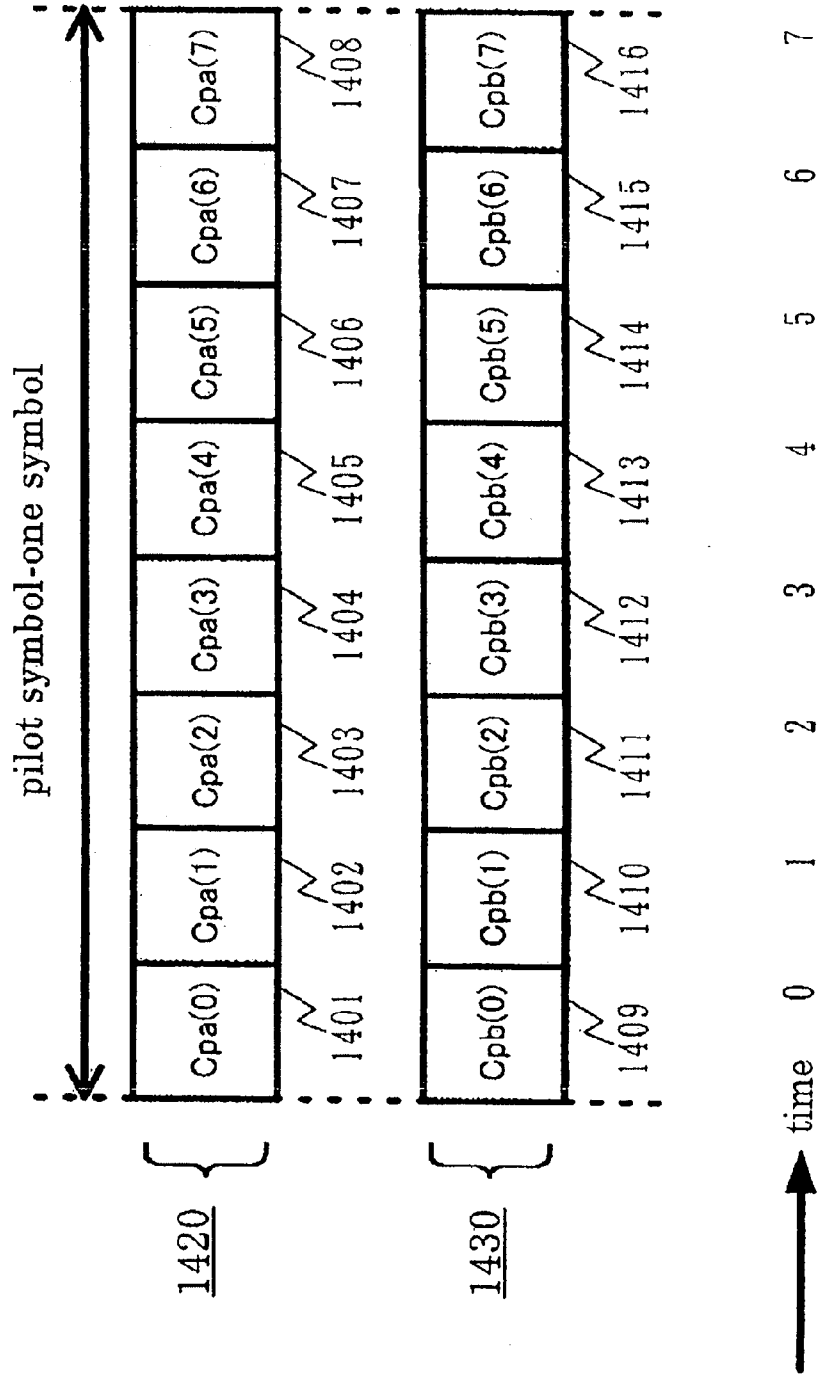 pilot symbol-one symbol
Cpa(0) Cpa(1) Cpa(2) Cpa(3) Cpa(4) Cpa(5) Cpa(6) Cpa(7)
1420
1401 1402 1403 1404 1405 1406 1407 1408
Cpb(0) Cpb(1) Cpb(2) Cpb(3) Cpb(4) Cpb(5) Cpb(6) Cpb(7)
1430
1409 1410 1411 1412 1413 1414 1415 1416
time 0 1 2 3 4 5 6 7